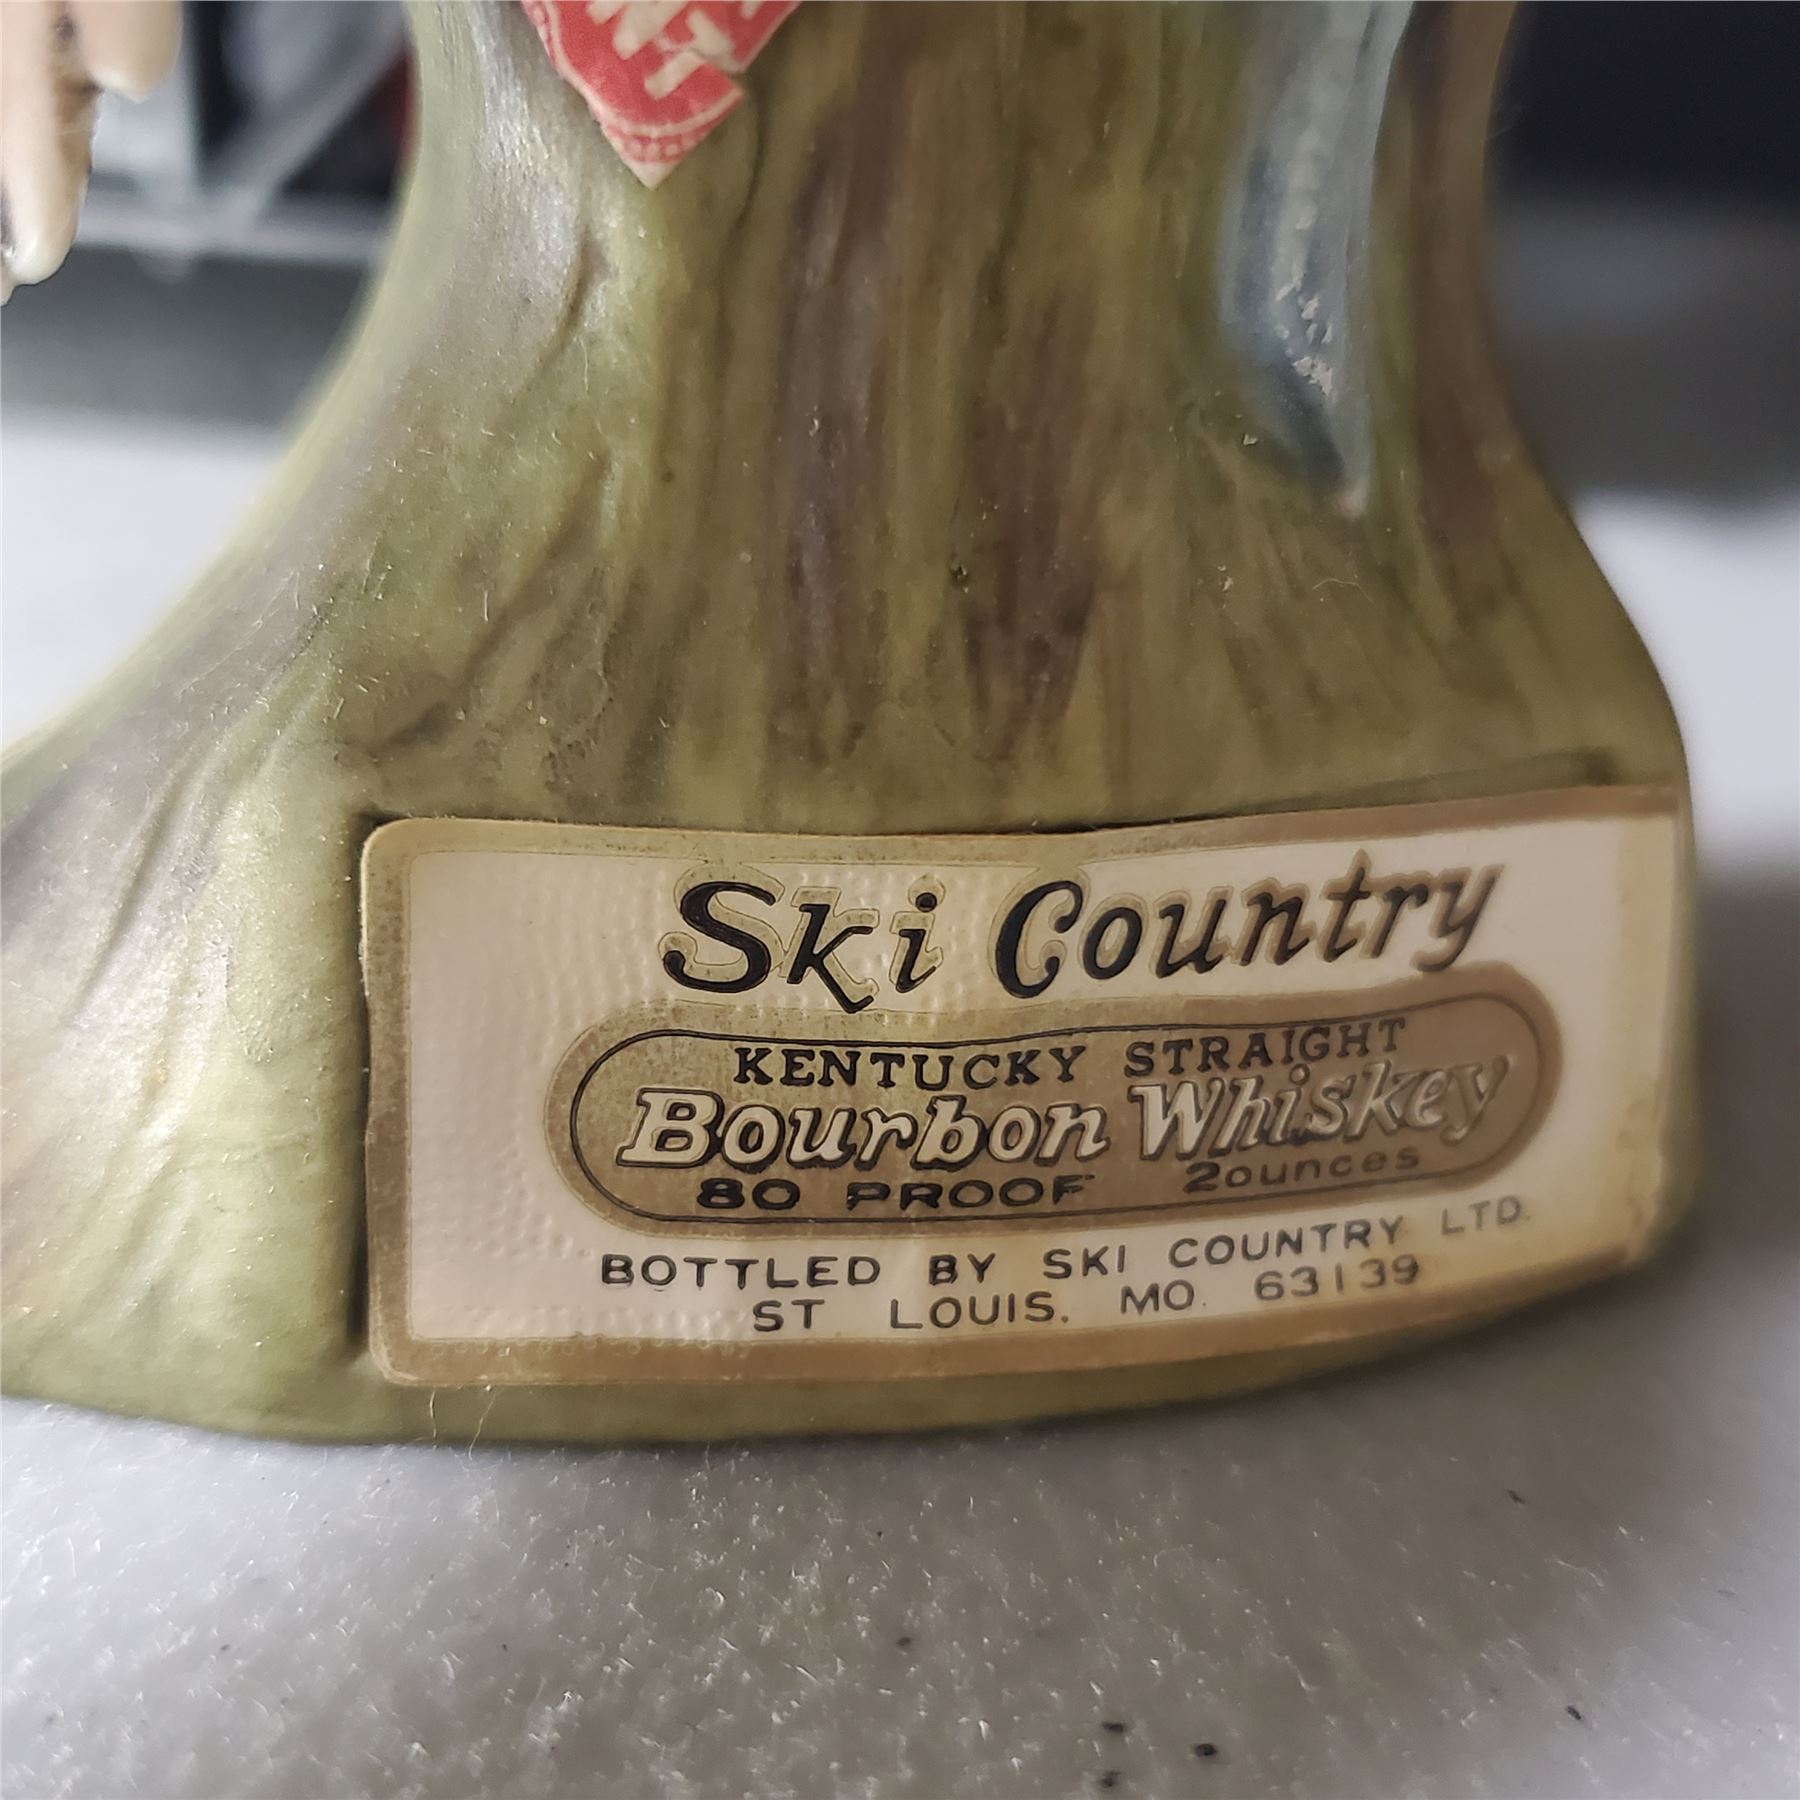 Ski Country
KENTUCKY STRAIGHT
Bourbon Whiskey
80 PROOF 2ounces
BOTTLED BY SKI COUNTRY LTD.
ST LOUIS, MO. 63139